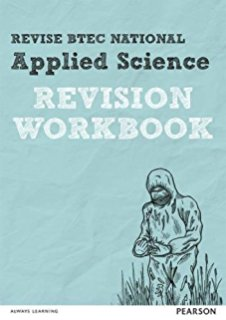 REVISE BTEC NATIONAL
Applied Science
REVISION
WORKBOOK
ALWAYS LEARNING
PEARSON